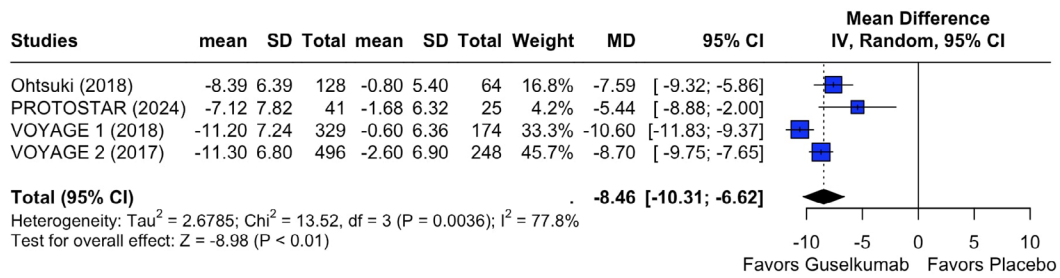 Mean Difference
Studies mean SD Total mean SD Total Weight MD 95% CI IV, Random, 95% CI
Ohtsuki (2018) -8.39 6.39 128 -0.80 5.40 64 16.8% -7.59 [ -9.32; -5.86]
PROTOSTAR (2024) -7.12 7.82 41 -1.68 6.32 25 4.2% -5.44 [ -8.88; -2.00]
VOYAGE 1 (2018) -11.20 7.24 329 -0.60 6.36 174 33.3% -10.60 [-11.83; -9.37]
VOYAGE 2 (2017) -11.30 6.80 496 -2.60 6.90 248 45.7% -8.70 [ -9.75; -7.65]
Total (95% CI) . -8.46 [-10.31; -6.62]
Heterogeneity: Tau² = 2.6785; Chi² = 13.52, df = 3 (P = 0.0036); I² = 77.8%
Test for overall effect: Z = -8.98 (P < 0.01)
-10 -5 0 5 10
Favors Guselkumab Favors Placebo